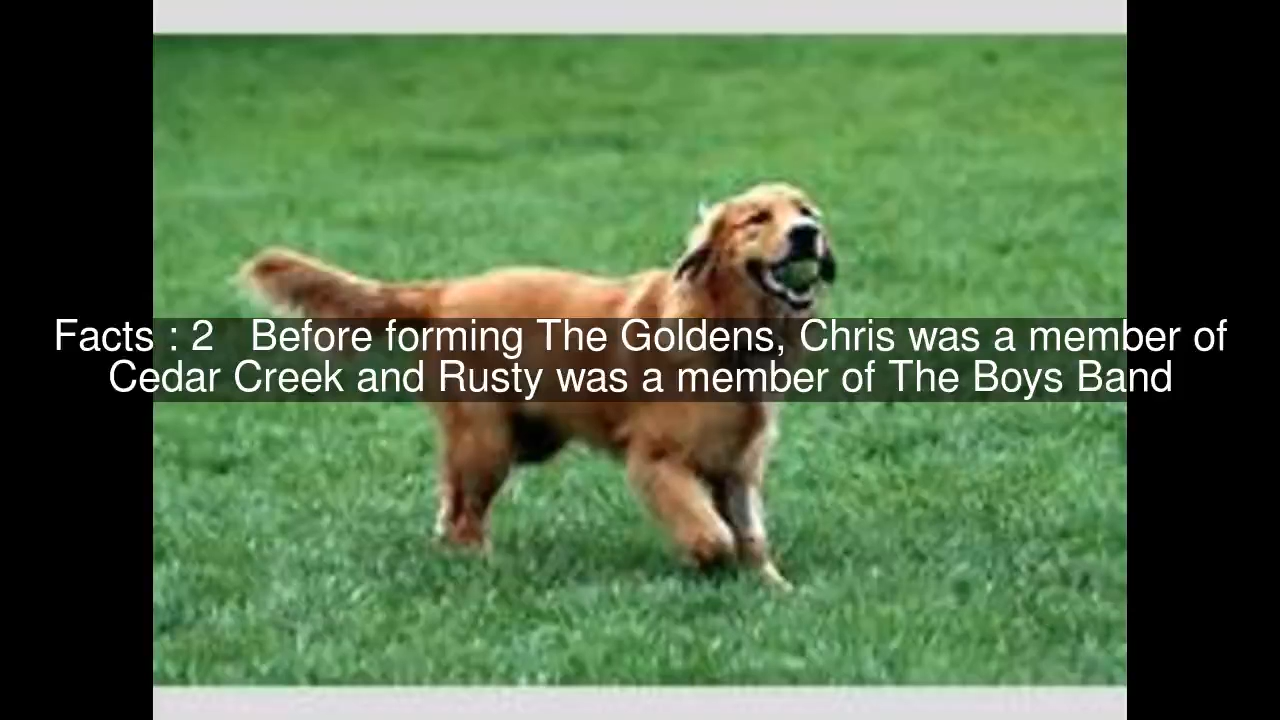 Facts : 2   Before forming The Goldens, Chris was a member of
Cedar Creek and Rusty was a member of The Boys Band